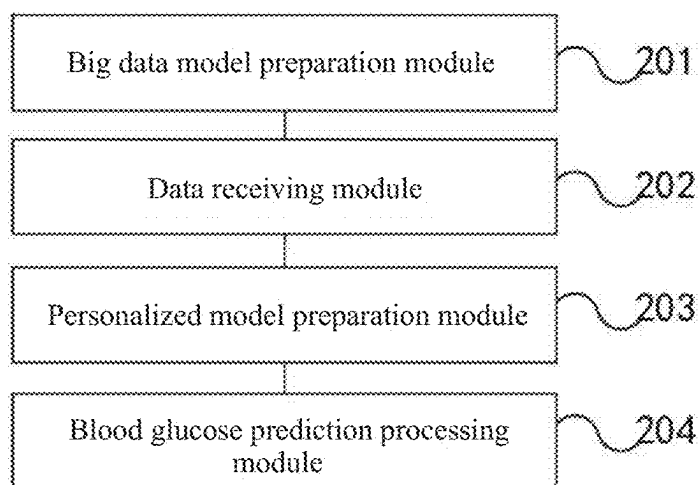 Big data model preparation module
201
Data receiving module
202
Personalized model preparation module
203
Blood glucose prediction processing
module
204